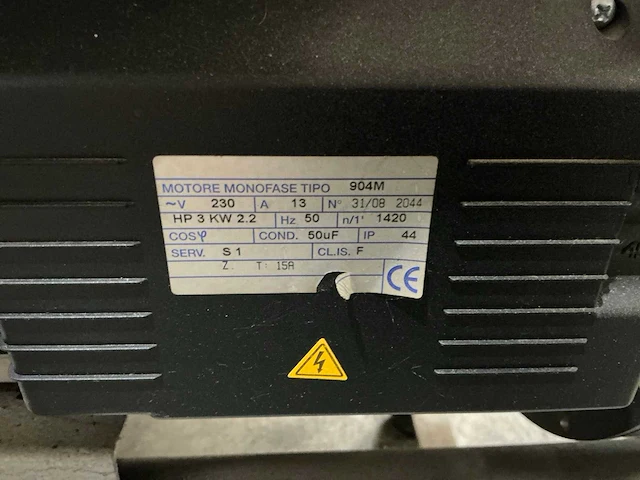 MOTORE MONOFASE TIPO 904M
~V 230 A 13 N° 31/08 2044
HP 3 KW 2.2 Hz 50 n/1' 1420
COSφ COND. 50uF IP 44
SERV. S 1 CL.IS. F
Z. T: 15A
CE